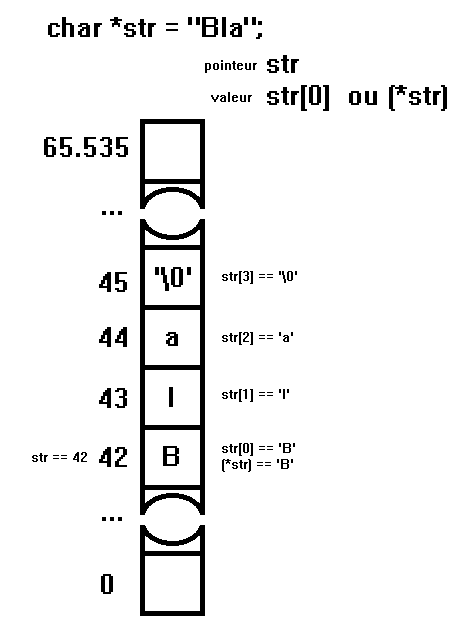 char *str = "Bla";
pointeur str
valeur str[0] ou (*str)
65.535
...
45 '\0' str[3] == '\0'
44 a str[2] == 'a'
43 l str[1] == 'l'
str == 42 42 B str[0] == 'B'
(*str) == 'B'
...
0